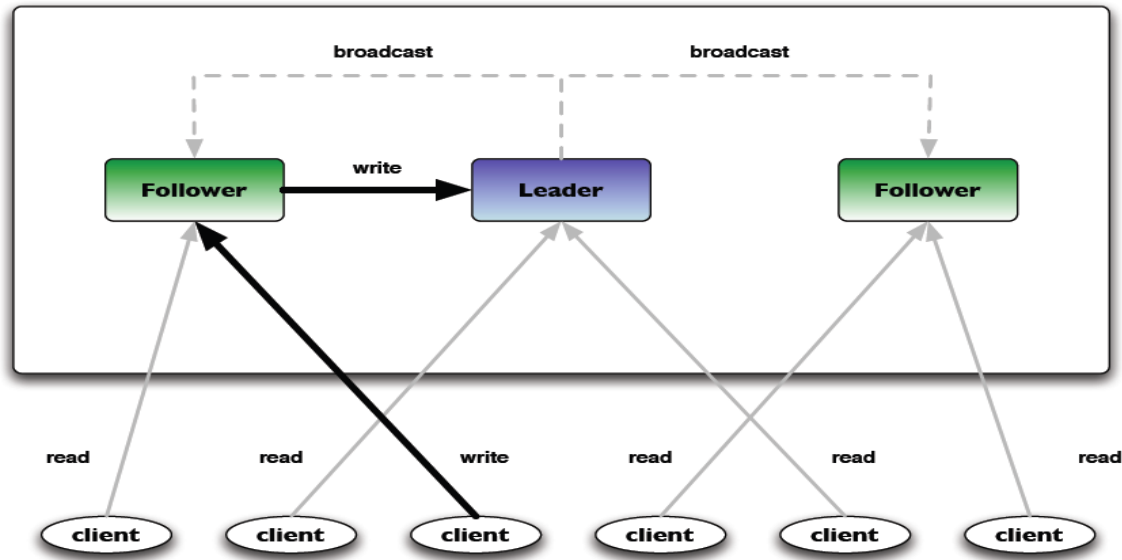 broadcast broadcast
write
Follower Leader Follower
read read write read read read
client client client client client client